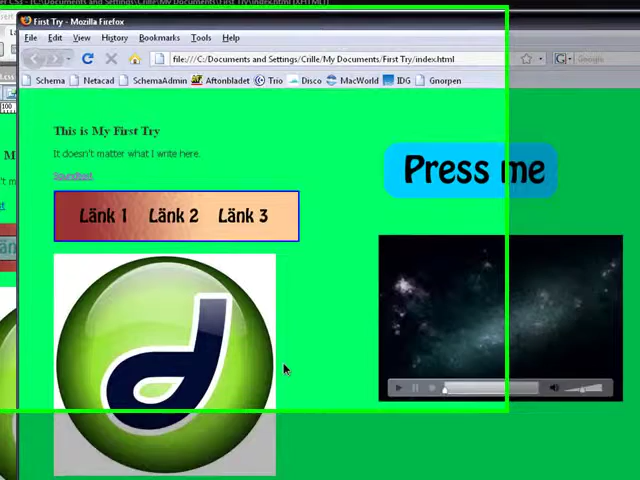 First Try - Mozilla Firefox
File Edit View History Bookmarks Tools Help
file:///C:/Documents and Settings/Crille/My Documents/First Try/index.html
Google
Schema Netacad SchemaAdmin Aftonbladet Trio Disco MacWorld IDG Gnorpen
100
This is My First Try
It doesn't matter what I write here.
Soundtest
Press me
Länk 1 Länk 2 Länk 3